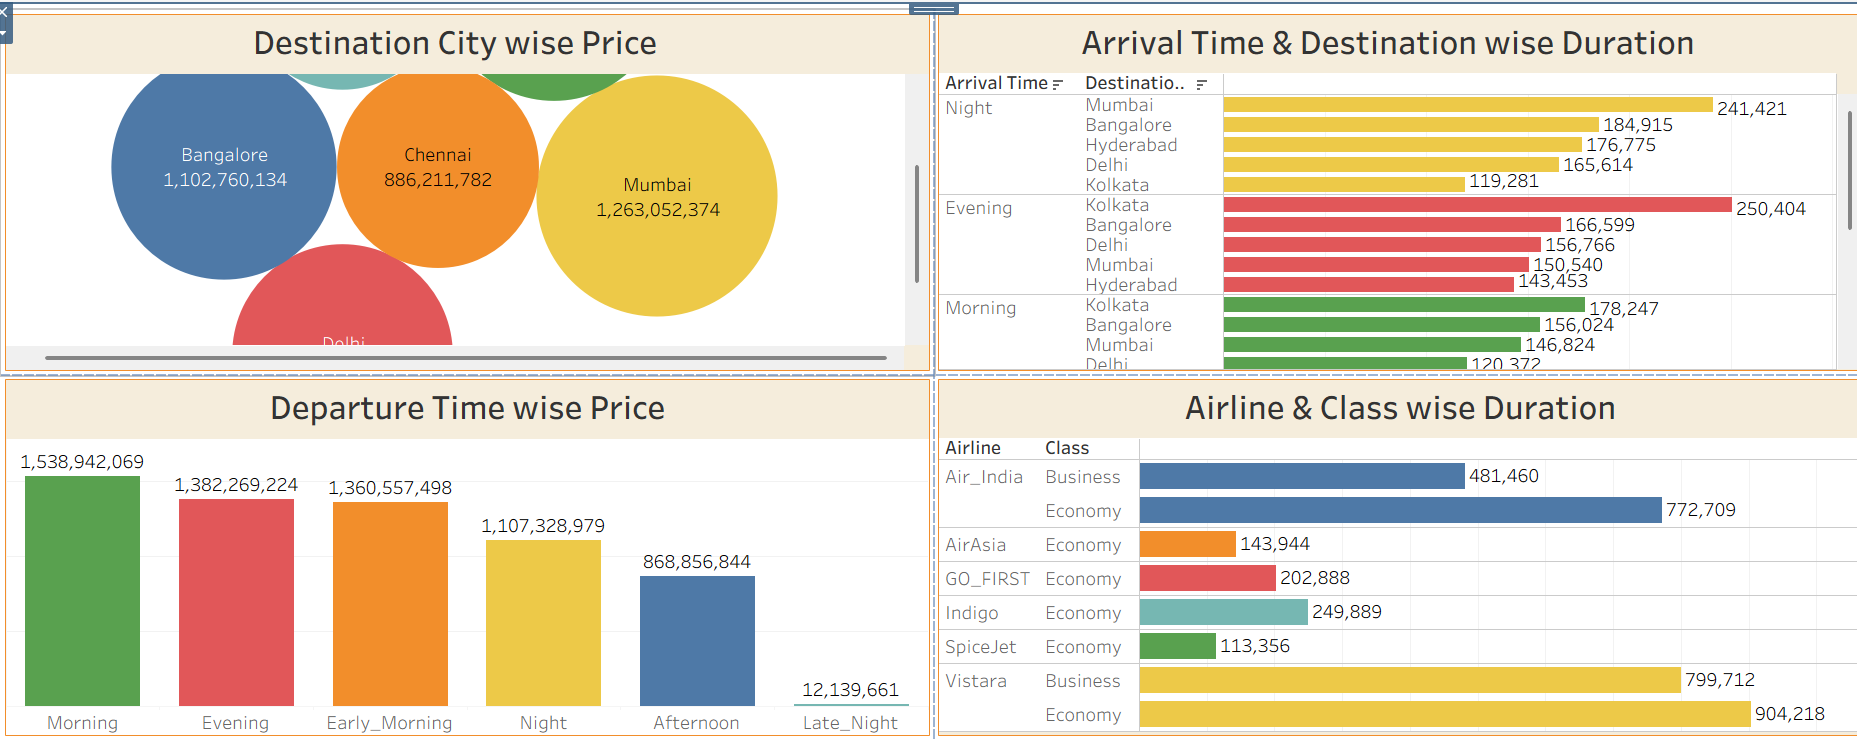 Destination City wise Price
Bangalore
1,102,760,134
Chennai
886,211,782
Mumbai
1,263,052,374
Delhi
Arrival Time & Destination wise Duration
Arrival Time Destinatio..
Night Mumbai 241,421
Bangalore 184,915
Hyderabad 176,775
Delhi 165,614
Kolkata 119,281
Evening Kolkata 250,404
Bangalore 166,599
Delhi 156,766
Mumbai 150,540
Hyderabad 143,453
Morning Kolkata 178,247
Bangalore 156,024
Mumbai 146,824
Delhi 120,372
Departure Time wise Price
1,538,942,069
1,382,269,224
1,360,557,498
1,107,328,979
868,856,844
12,139,661
Morning Evening Early_Morning Night Afternoon Late_Night
Airline & Class wise Duration
Airline Class
Air_India Business 481,460
Economy 772,709
AirAsia Economy 143,944
GO_FIRST Economy 202,888
Indigo Economy 249,889
SpiceJet Economy 113,356
Vistara Business 799,712
Economy 904,218